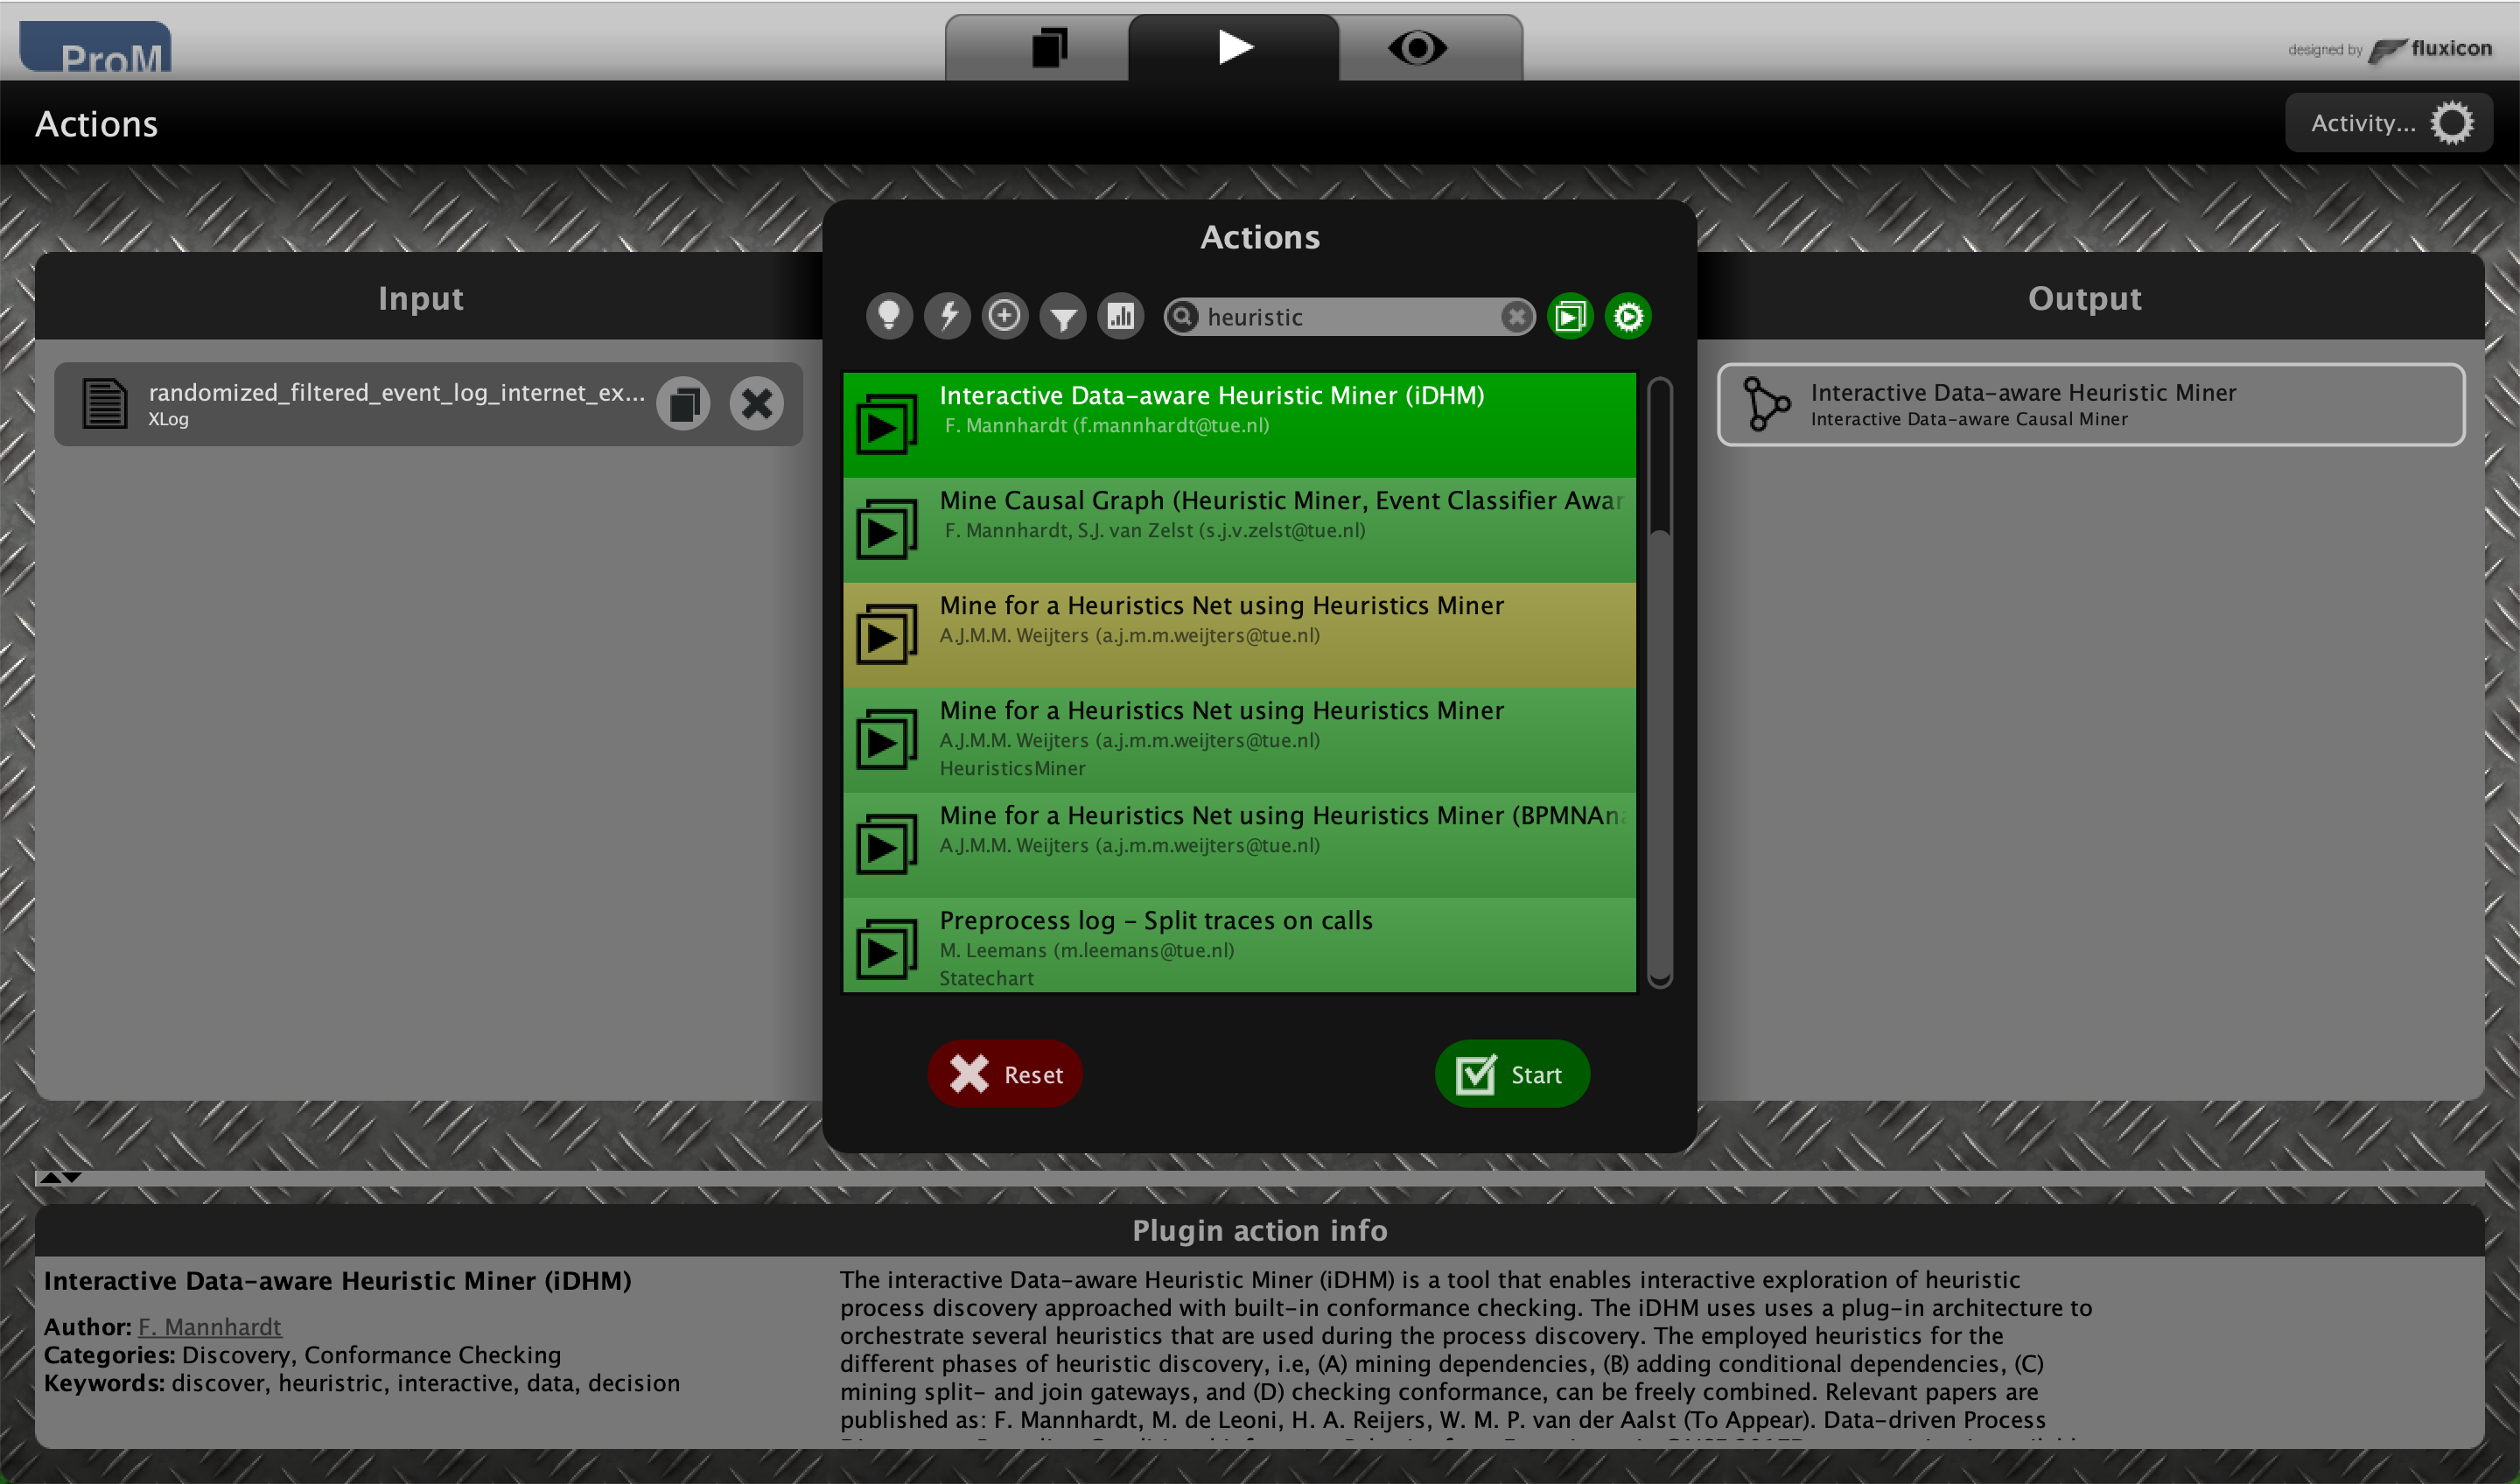 ProM
designed by fluxicon
Actions
Activity...
Input
randomized_filtered_event_log_internet_ex...
XLog
Actions
heuristic
Interactive Data-aware Heuristic Miner (iDHM)
F. Mannhardt (f.mannhardt@tue.nl)
Mine Causal Graph (Heuristic Miner, Event Classifier Awar
F. Mannhardt, S.J. van Zelst (s.j.v.zelst@tue.nl)
Mine for a Heuristics Net using Heuristics Miner
A.J.M.M. Weijters (a.j.m.m.weijters@tue.nl)
Mine for a Heuristics Net using Heuristics Miner
A.J.M.M. Weijters (a.j.m.m.weijters@tue.nl)
HeuristicsMiner
Mine for a Heuristics Net using Heuristics Miner (BPMNAna
A.J.M.M. Weijters (a.j.m.m.weijters@tue.nl)
Preprocess log - Split traces on calls
M. Leemans (m.leemans@tue.nl)
Statechart
Reset
Start
Output
Interactive Data-aware Heuristic Miner
Interactive Data-aware Causal Miner
Plugin action info
Interactive Data-aware Heuristic Miner (iDHM)
Author: F. Mannhardt
Categories: Discovery, Conformance Checking
Keywords: discover, heuristric, interactive, data, decision
The interactive Data-aware Heuristic Miner (iDHM) is a tool that enables interactive exploration of heuristic
process discovery approached with built-in conformance checking. The iDHM uses uses a plug-in architecture to
orchestrate several heuristics that are used during the process discovery. The employed heuristics for the
different phases of heuristic discovery, i.e, (A) mining dependencies, (B) adding conditional dependencies, (C)
mining split- and join gateways, and (D) checking conformance, can be freely combined. Relevant papers are
published as: F. Mannhardt, M. de Leoni, H. A. Reijers, W. M. P. van der Aalst (To Appear). Data-driven Process